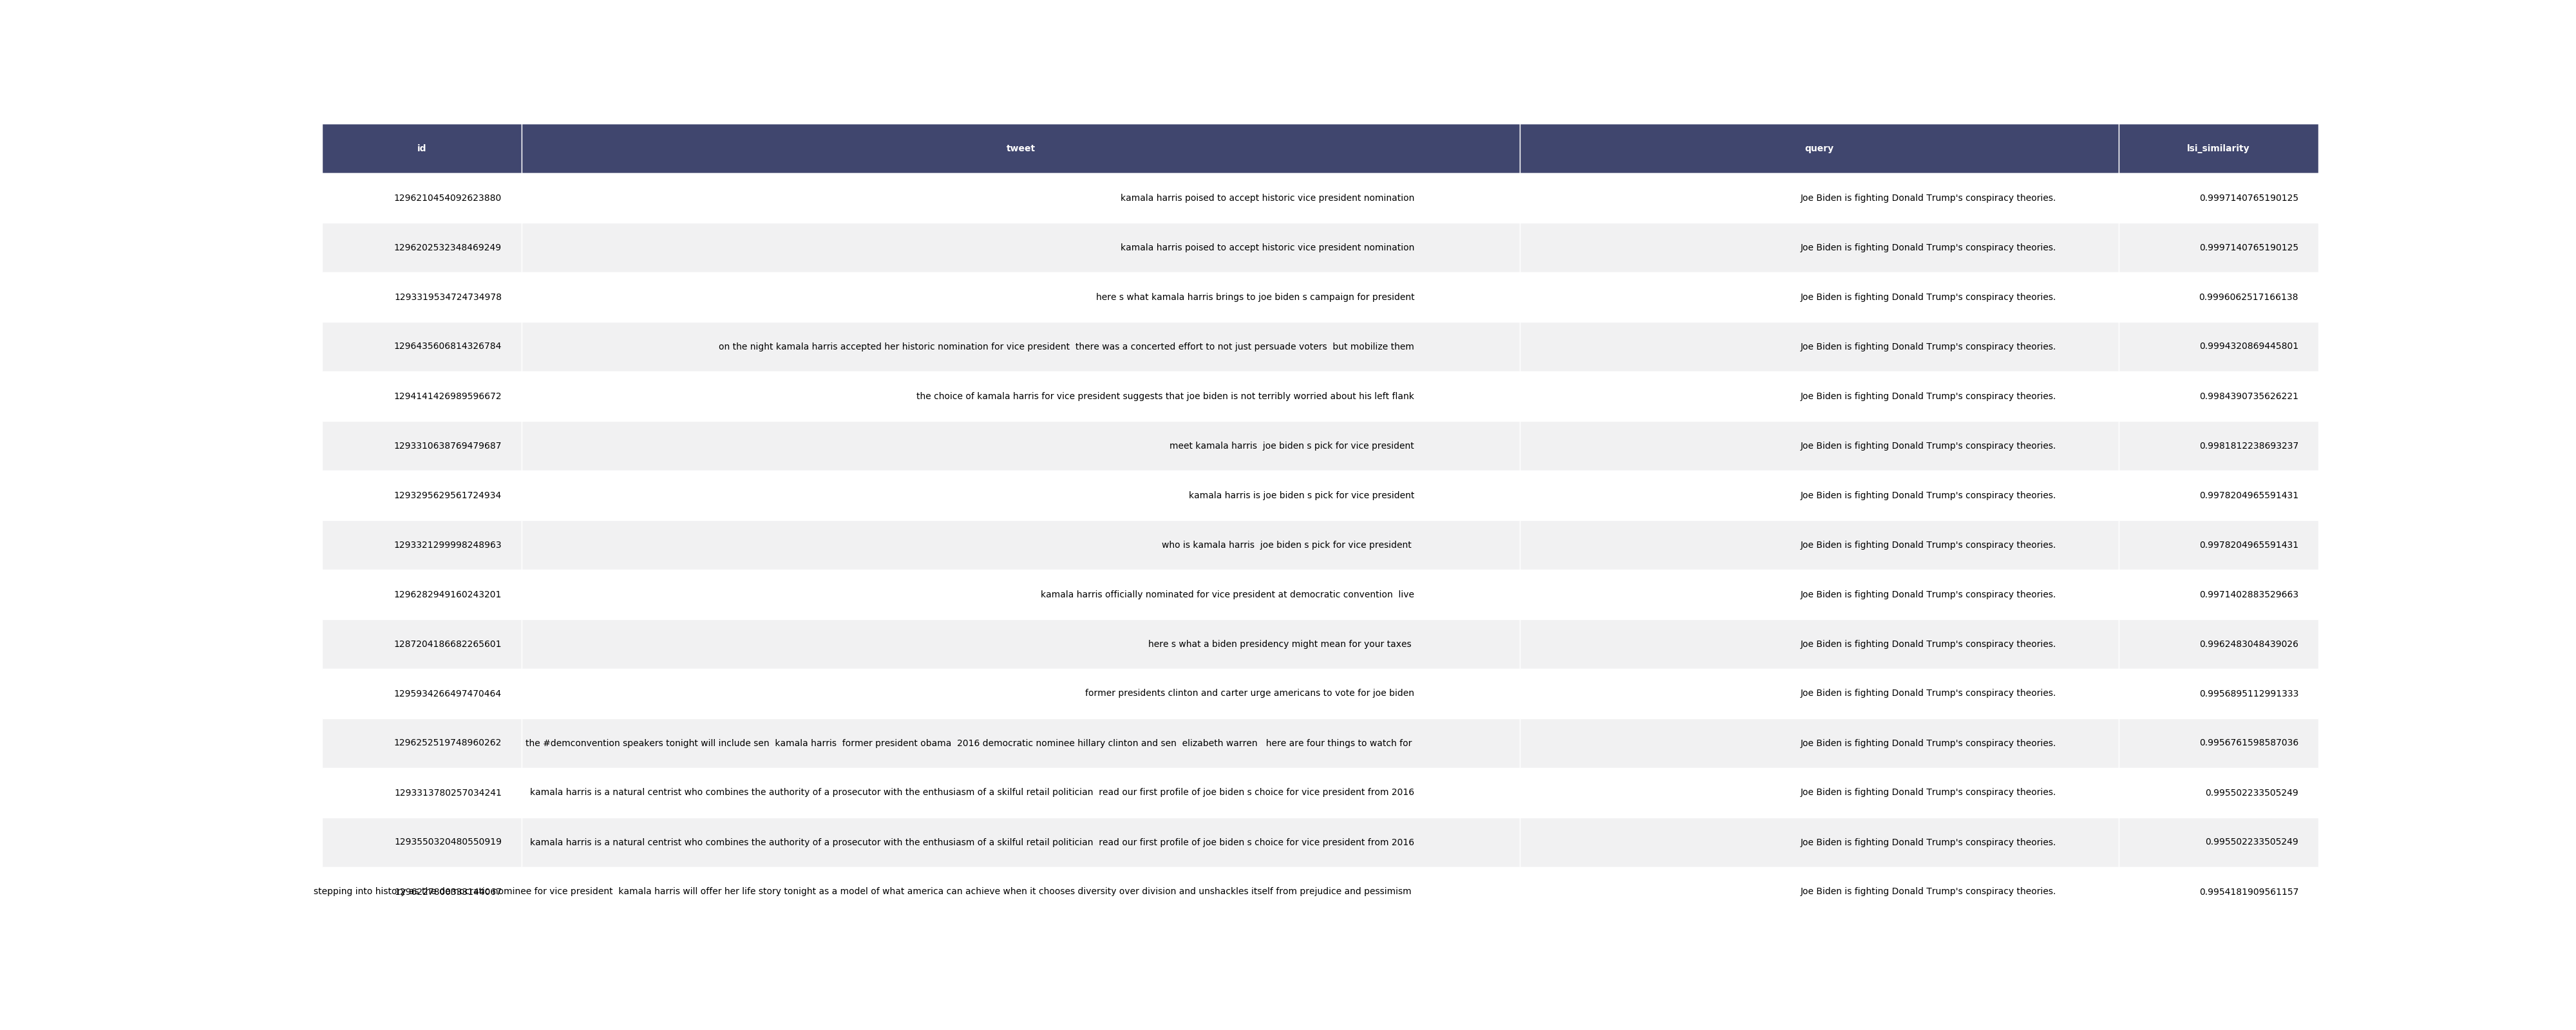 id tweet query lsi_similarity
1296210454092623880 kamala harris poised to accept historic vice president nomination Joe Biden is fighting Donald Trump's conspiracy theories. 0.9997140765190125
1296202532348469249 kamala harris poised to accept historic vice president nomination Joe Biden is fighting Donald Trump's conspiracy theories. 0.9997140765190125
1293319534724734978 here s what kamala harris brings to joe biden s campaign for president Joe Biden is fighting Donald Trump's conspiracy theories. 0.9996062517166138
1296435606814326784 on the night kamala harris accepted her historic nomination for vice president  there was a concerted effort to not just persuade voters  but mobilize them Joe Biden is fighting Donald Trump's conspiracy theories. 0.9994320869445801
1294141426989596672 the choice of kamala harris for vice president suggests that joe biden is not terribly worried about his left flank Joe Biden is fighting Donald Trump's conspiracy theories. 0.9984390735626221
1293310638769479687 meet kamala harris  joe biden s pick for vice president Joe Biden is fighting Donald Trump's conspiracy theories. 0.9981812238693237
1293295629561724934 kamala harris is joe biden s pick for vice president Joe Biden is fighting Donald Trump's conspiracy theories. 0.9978204965591431
1293321299998248963 who is kamala harris  joe biden s pick for vice president Joe Biden is fighting Donald Trump's conspiracy theories. 0.9978204965591431
1296282949160243201 kamala harris officially nominated for vice president at democratic convention  live Joe Biden is fighting Donald Trump's conspiracy theories. 0.9971402883529663
1287204186682265601 here s what a biden presidency might mean for your taxes Joe Biden is fighting Donald Trump's conspiracy theories. 0.9962483048439026
1295934266497470464 former presidents clinton and carter urge americans to vote for joe biden Joe Biden is fighting Donald Trump's conspiracy theories. 0.9956895112991333
1296252519748960262 the #demconvention speakers tonight will include sen  kamala harris  former president obama  2016 democratic nominee hillary clinton and sen  elizabeth warren   here are four things to watch for Joe Biden is fighting Donald Trump's conspiracy theories. 0.9956761598587036
1293313780257034241 kamala harris is a natural centrist who combines the authority of a prosecutor with the enthusiasm of a skilful retail politician  read our first profile of joe biden s choice for vice president from 2016 Joe Biden is fighting Donald Trump's conspiracy theories. 0.995502233505249
1293550320480550919 kamala harris is a natural centrist who combines the authority of a prosecutor with the enthusiasm of a skilful retail politician  read our first profile of joe biden s choice for vice president from 2016 Joe Biden is fighting Donald Trump's conspiracy theories. 0.995502233505249
stepping into history as the democratic nominee for vice president  kamala harris will offer her life story tonight as a model of what america can achieve when it chooses diversity over division and unshackles itself from prejudice and pessimism Joe Biden is fighting Donald Trump's conspiracy theories. 0.9954181909561157